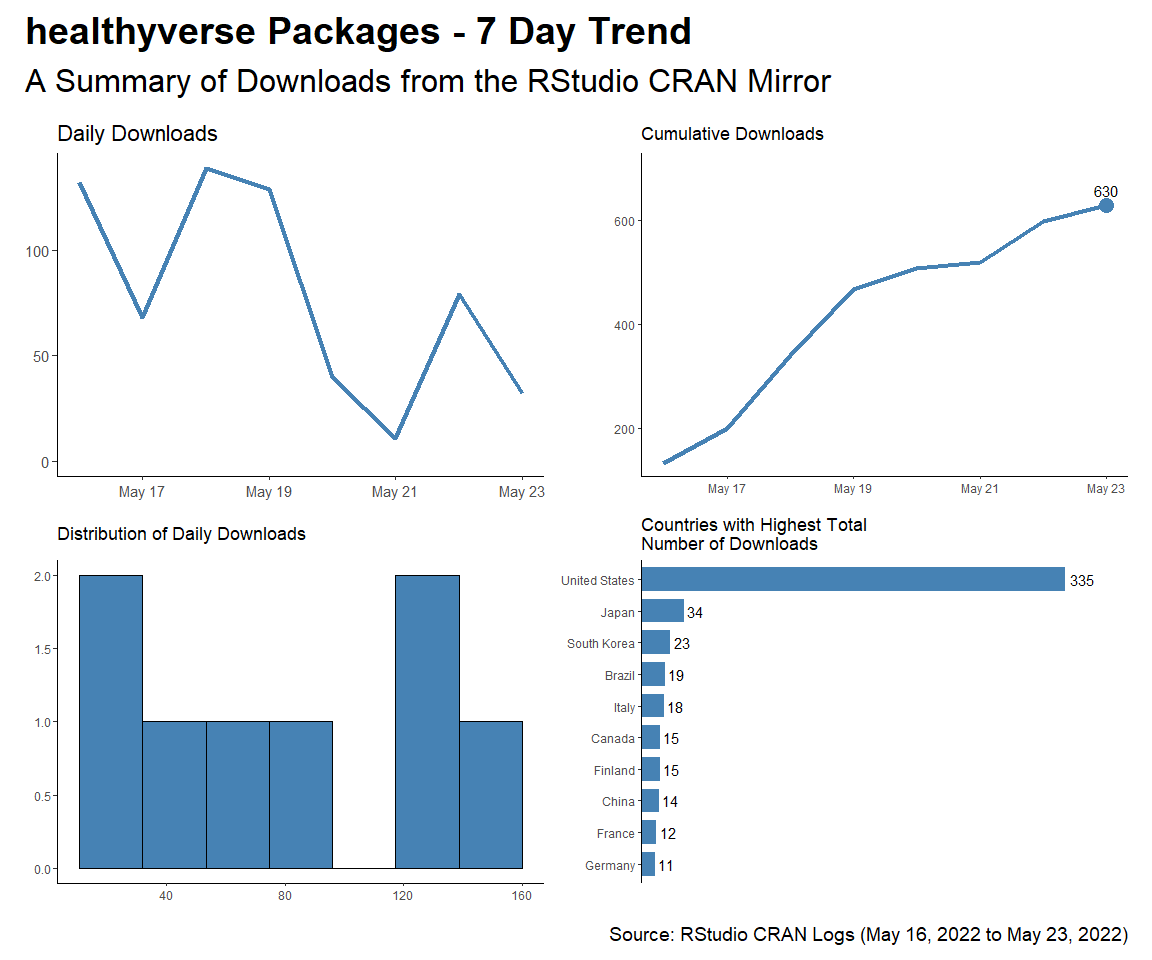 healthyverse Packages - 7 Day Trend
A Summary of Downloads from the RStudio CRAN Mirror
Daily Downloads
100
50
0
May 17 May 19 May 21 May 23
Cumulative Downloads
630
600
400
200
May 17 May 19 May 21 May 23
Distribution of Daily Downloads
2.0
1.5
1.0
0.5
0.0
40 80 120 160
Countries with Highest Total
Number of Downloads
United States 335
Japan 34
South Korea 23
Brazil 19
Italy 18
Canada 15
Finland 15
China 14
France 12
Germany 11
Source: RStudio CRAN Logs (May 16, 2022 to May 23, 2022)